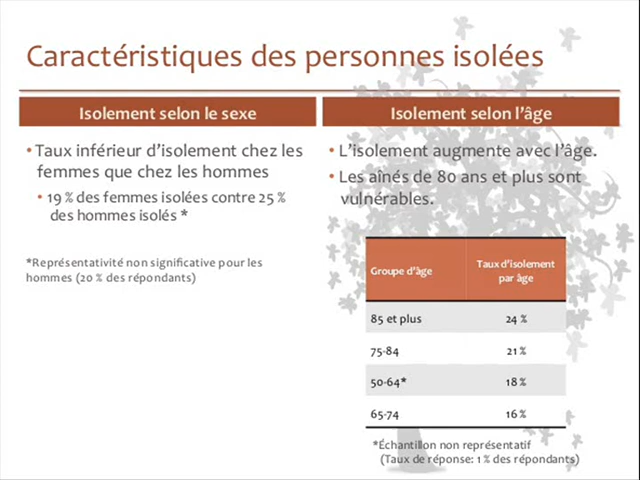 Caractéristiques des personnes isolées
Isolement selon le sexe
• Taux inférieur d'isolement chez les
femmes que chez les hommes
• 19 % des femmes isolées contre 25 %
des hommes isolés *
*Représentativité non significative pour les
hommes (20 % des répondants)
Isolement selon l'âge
• L'isolement augmente avec l'âge.
• Les aînés de 80 ans et plus sont
vulnérables.
Groupe d'âge Taux d'isolement
par âge
85 et plus 24 %
75-84 21 %
50-64* 18 %
65-74 16 %
*Échantillon non représentatif
(Taux de réponse: 1 % des répondants)